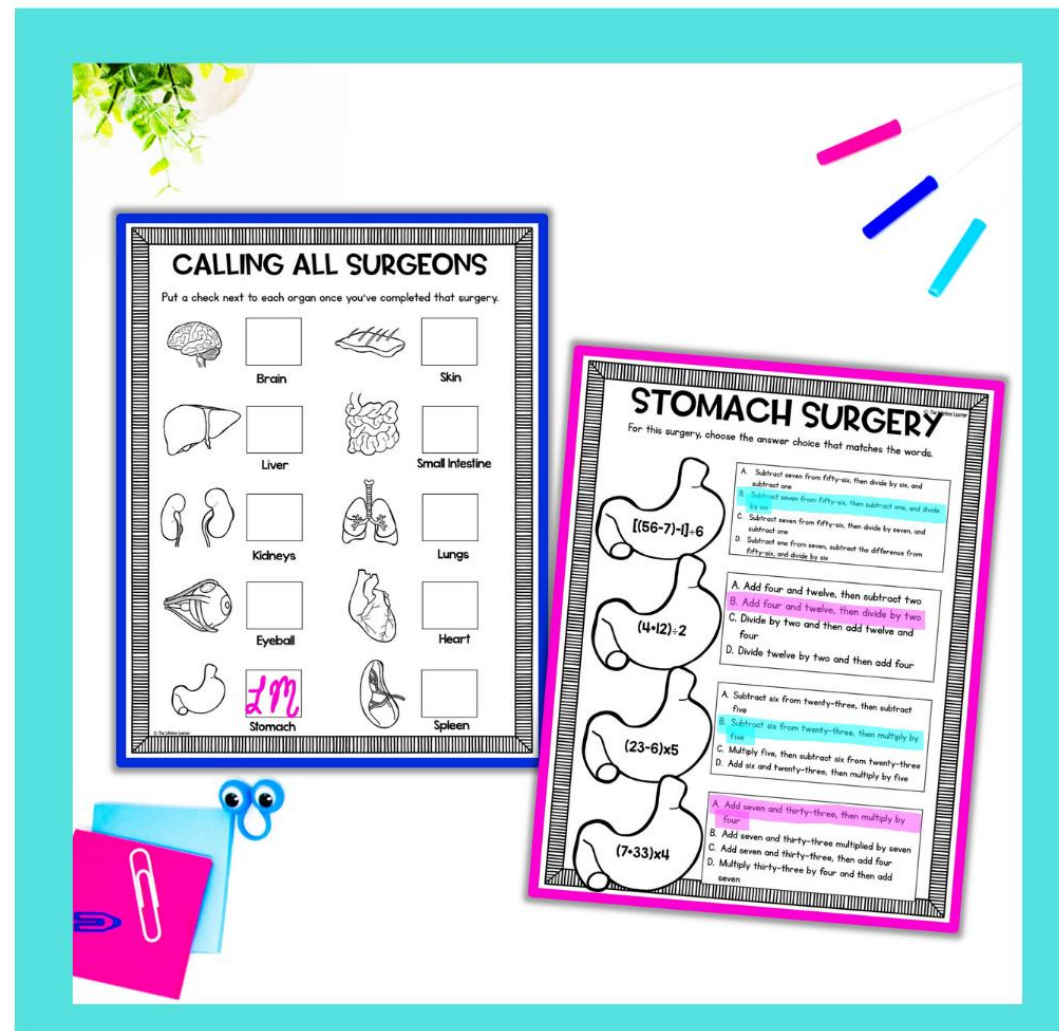 CALLING ALL SURGEONS
Put a check next to each organ once you've completed that surgery.
Brain
Skin
Liver
Small Intestine
Kidneys
Lungs
Eyeball
Heart
LM
Stomach
Spleen
© The Lifetime Learner
© The Lifetime Learner
STOMACH SURGERY
For this surgery, choose the answer choice that matches the words.
[(56-7)-1]÷6
A. Subtract seven from fifty-six, then divide by six, and
subtract one
B. Subtract seven from fifty-six, then subtract one, and divide
by six
C. Subtract seven from fifty-six, then divide by seven, and
subtract one
D. Subtract one from seven, subtract the difference from
fifty-six, and divide by six
(4+12)÷2
A. Add four and twelve, then subtract two
B. Add four and twelve, then divide by two
C. Divide by two and then add twelve and
four
D. Divide twelve by two and then add four
(23-6)x5
A. Subtract six from twenty-three, then subtract
five
B. Subtract six from twenty-three, then multiply by
five
C. Multiply five, then subtract six from twenty-three
D. Add six and twenty-three, then multiply by five
(7+33)x4
A. Add seven and thirty-three, then multiply by
four
B. Add seven and thirty-three multiplied by seven
C. Add seven and thirty-three, then add four
D. Multiply thirty-three by four and then add
seven